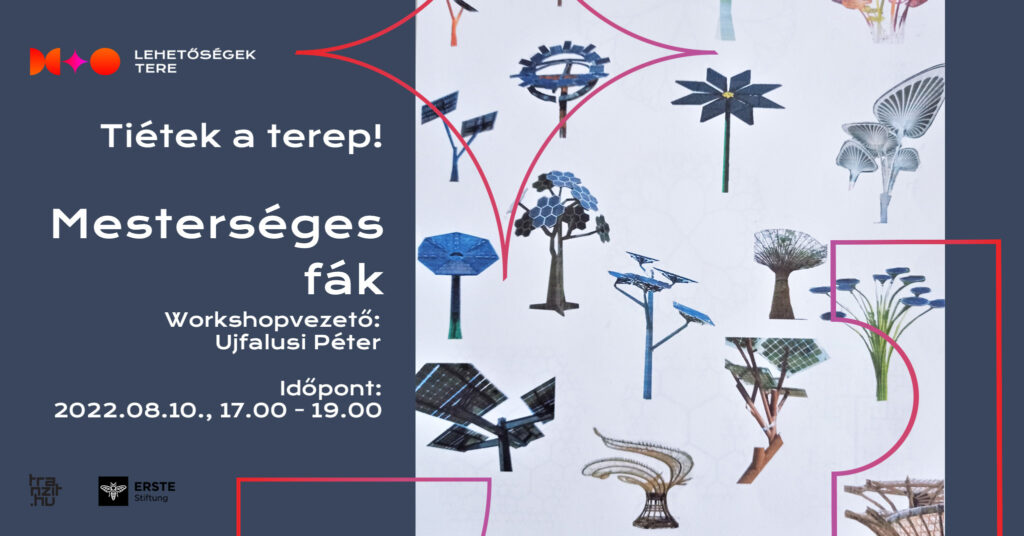 LEHETŐSÉGEK
TERE
Tiétek a terep!
Mesterséges
fák
Workshopvezető:
Ujfalusi Péter
Időpont:
2022.08.10., 17.00 - 19.00
tranzit.hu
ERSTE
Stiftung